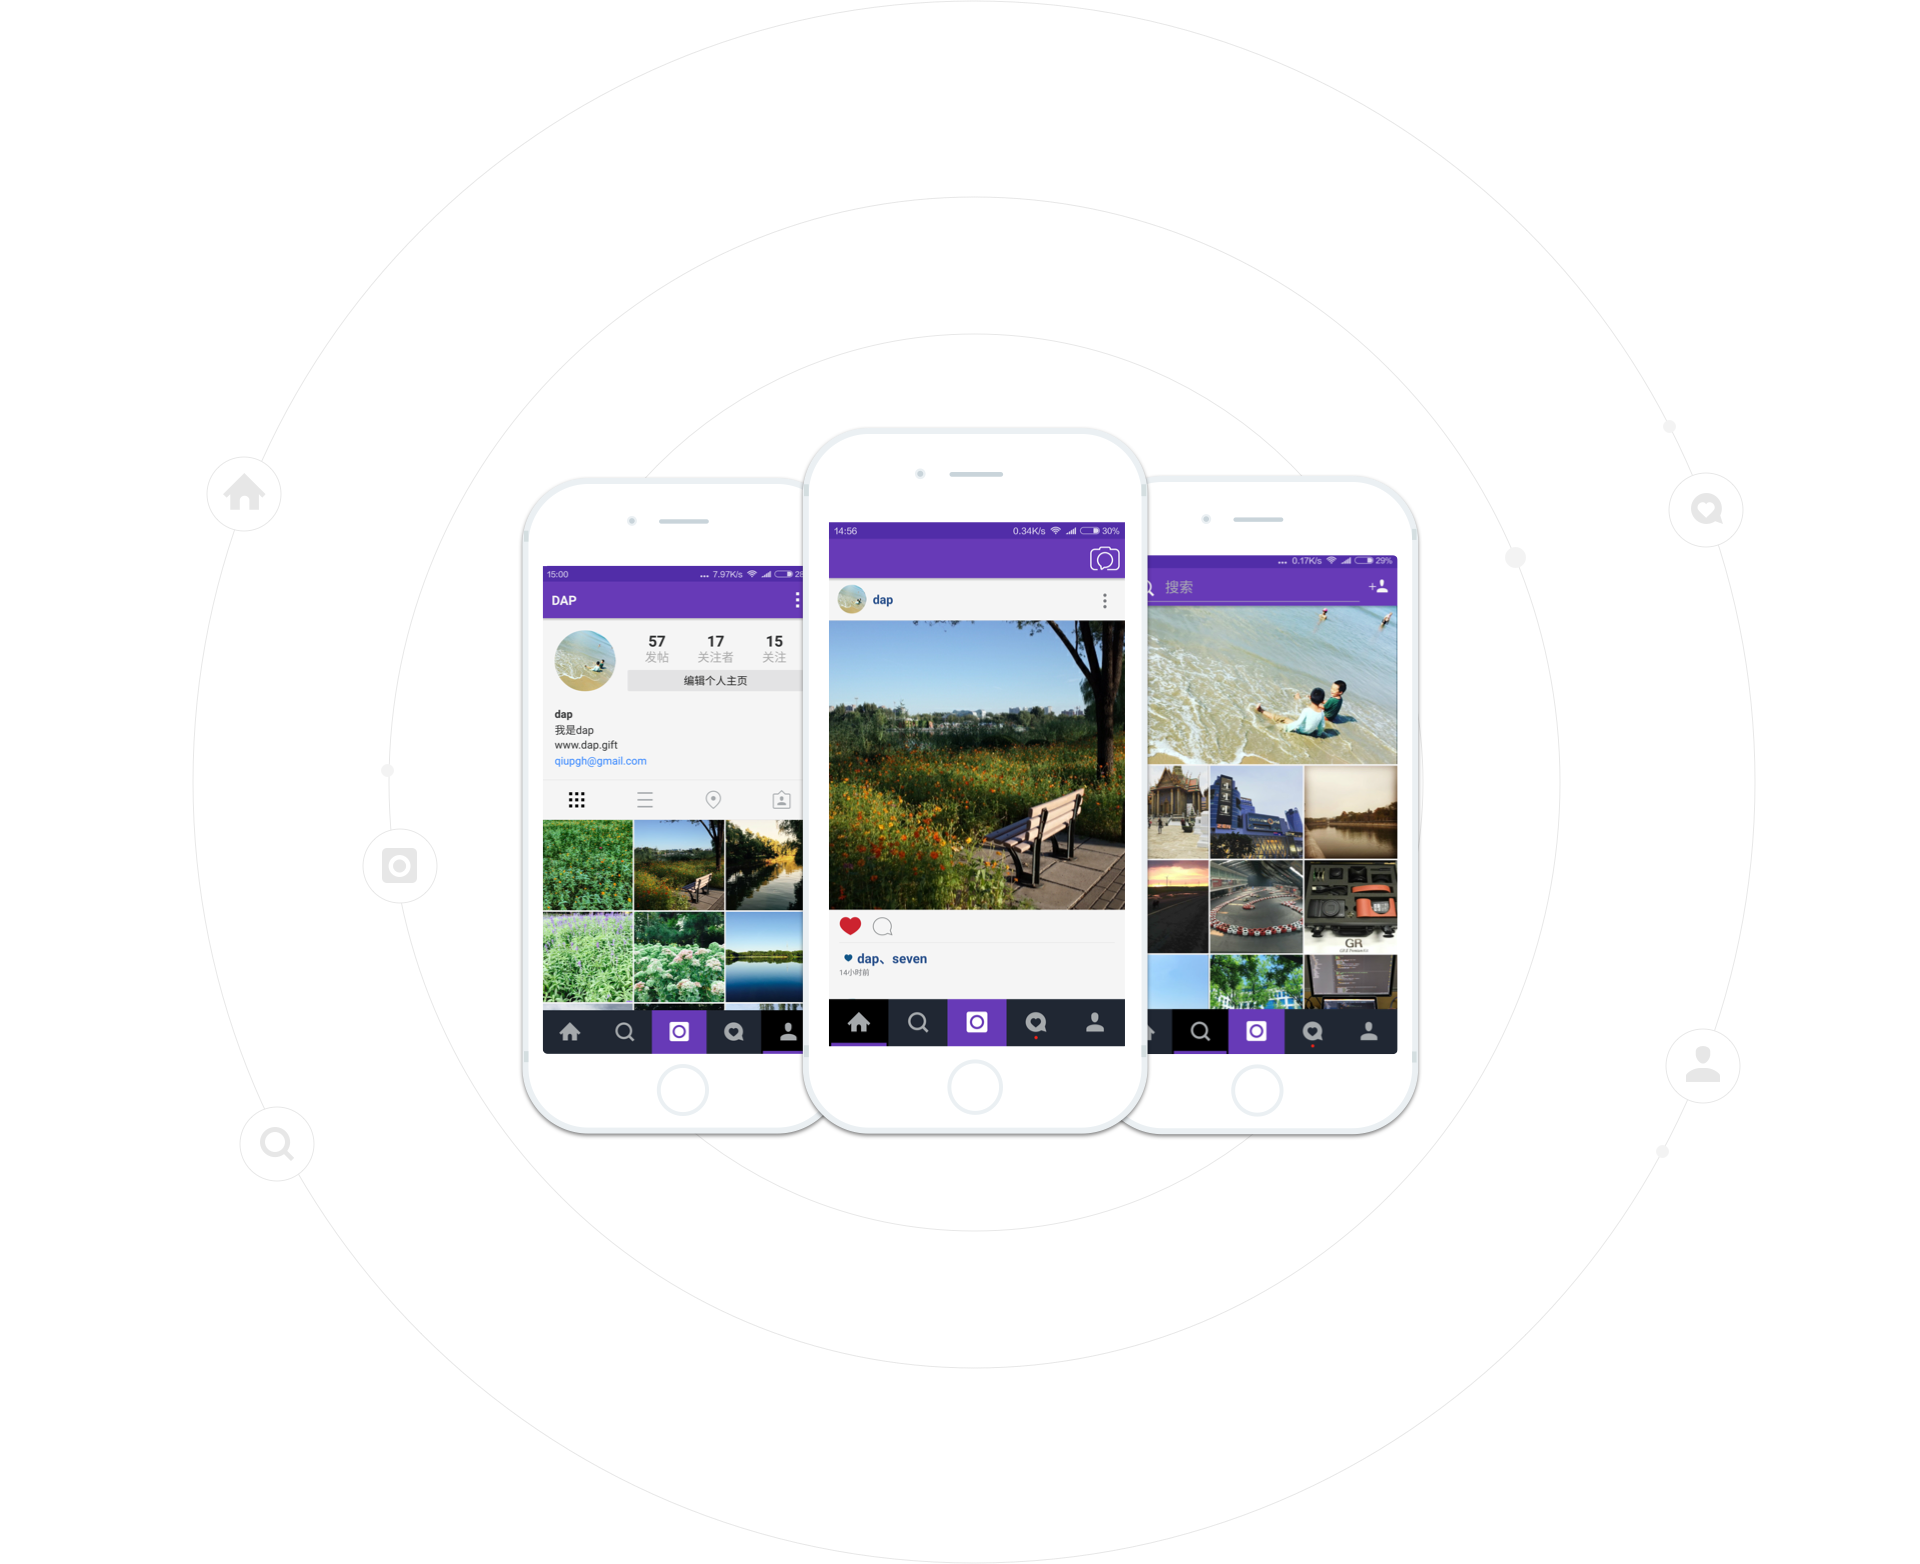 15:00
... 7.97K/s
DAP
57 17 15
发帖 关注者 关注
编辑个人主页
dap
我是dap
www.dap.gift
qiupgh@gmail.com
14:56 0.34K/s 30%
dap
dap、seven
14小时前
... 0.17K/s 29%
搜索
GR